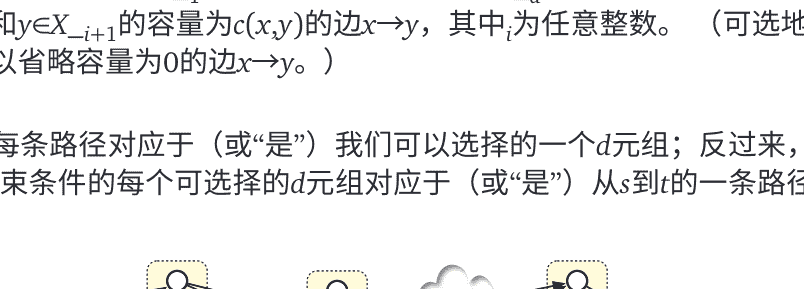 和y∈X_{i+1}的容量为c(x,y)的边x→y，其中i为任意整数。（可选地
以省略容量为0的边x→y。）
每条路径对应于（或“是”）我们可以选择的一个d元组；反过来，
束条件的每个可选择的d元组对应于（或“是”）从s到t的一条路径